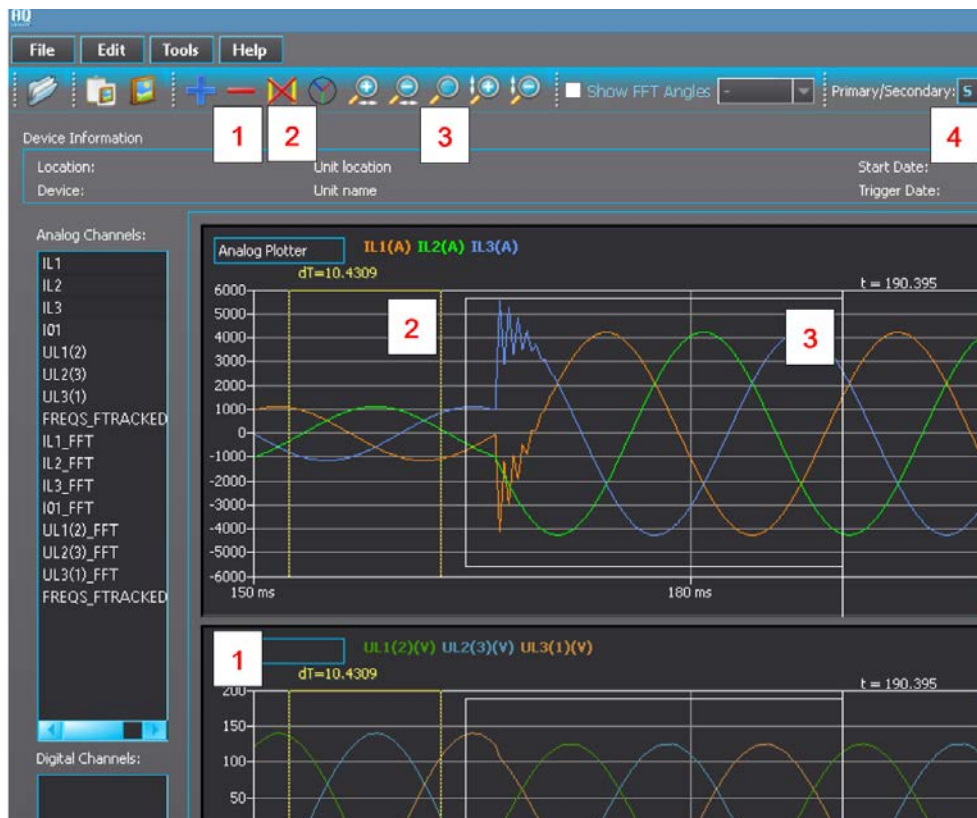 AQ
File Edit Tools Help
Show FFT Angles - Primary/Secondary: S
1 2 3 4
Device Information
Location: Unit location Start Date:
Device: Unit name Trigger Date:
Analog Channels:
IL1
IL2
IL3
I01
UL1(2)
UL2(3)
UL3(1)
FREQS_FTRACKED
IL1_FFT
IL2_FFT
IL3_FFT
I01_FFT
UL1(2)_FFT
UL2(3)_FFT
UL3(1)_FFT
FREQS_FTRACKED
Digital Channels:
Analog Plotter IL1(A) IL2(A) IL3(A)
dT=10.4309
t = 190.395
2 3
6000
5000
4000
3000
2000
1000
0
-1000
-2000
-3000
-4000
-5000
-6000
150 ms 180 ms
1 UL1(2)(V) UL2(3)(V) UL3(1)(V)
dT=10.4309
t = 190.395
200
150
100
50